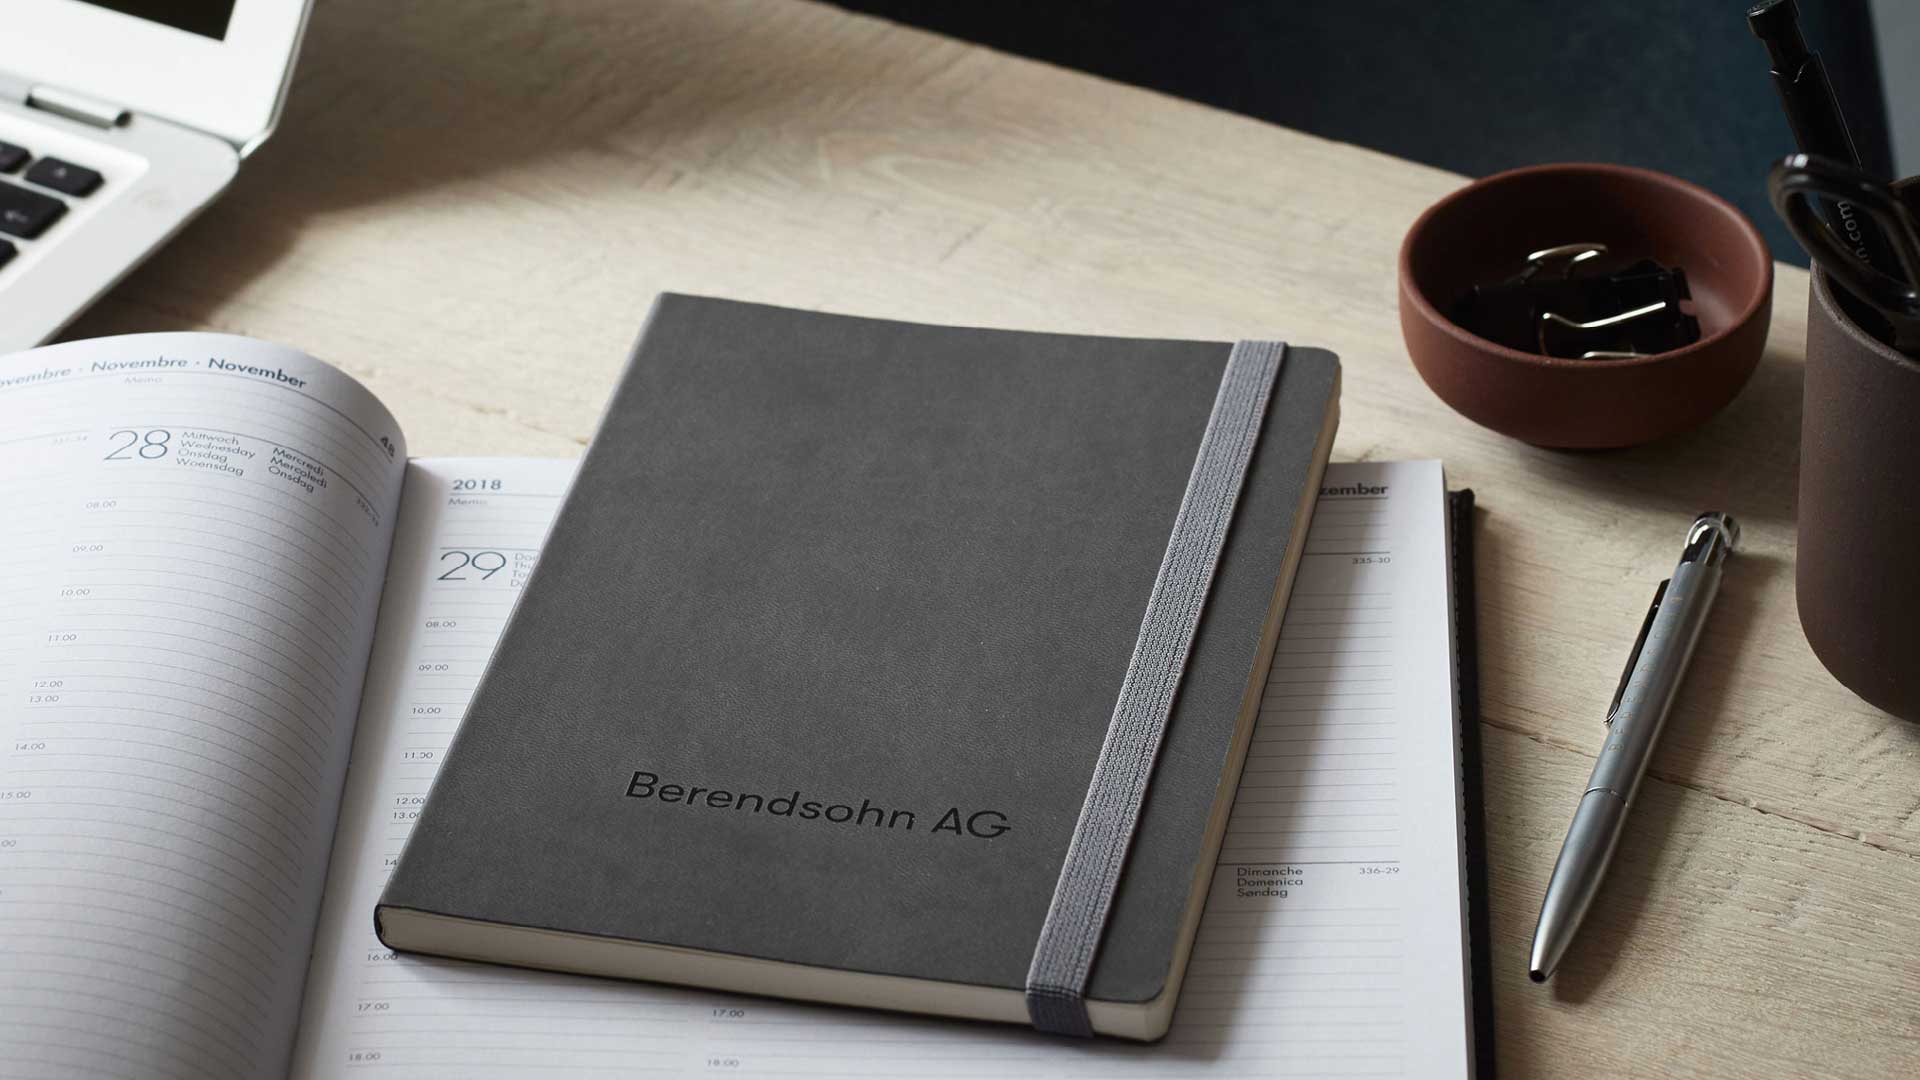 Novembre · November
Memo
48
28
Mittwoch
Wednesday
Onsdag
Woensdag
Mercredi
Mercoledi
Onsdag
08.00
09.00
10.00
11.00
12.00
13.00
14.00
15.00
2018
Memo
29
08.00
09.00
10.00
11.00
12.00
16.00
17.00
18.00
17.00
18.00
335-30
Dimanche
Domenica
Søndag
336-29
Berendsohn AG